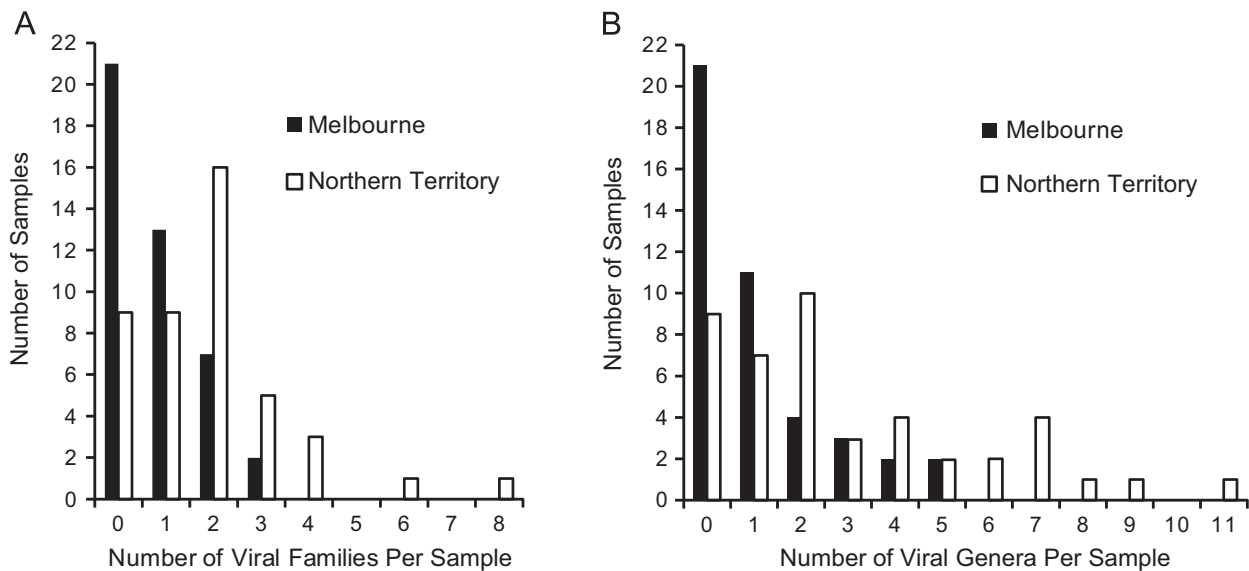 A
22
20
18
16
14
12
10
8
6
4
2
0
Number of Samples
Melbourne
Northern Territory
0 1 2 3 4 5 6 7 8
Number of Viral Families Per Sample
B
22
20
18
16
14
12
10
8
6
4
2
0
Number of Samples
Melbourne
Northern Territory
0 1 2 3 4 5 6 7 8 9 10 11
Number of Viral Genera Per Sample